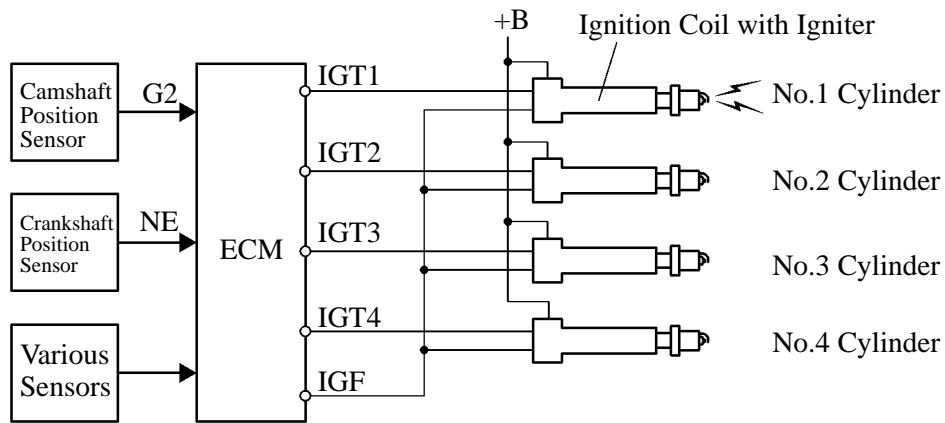 +B
Ignition Coil with Igniter
Camshaft
Position
Sensor
G2
Crankshaft
Position
Sensor
NE
Various
Sensors
ECM
IGT1
IGT2
IGT3
IGT4
IGF
No.1 Cylinder
No.2 Cylinder
No.3 Cylinder
No.4 Cylinder